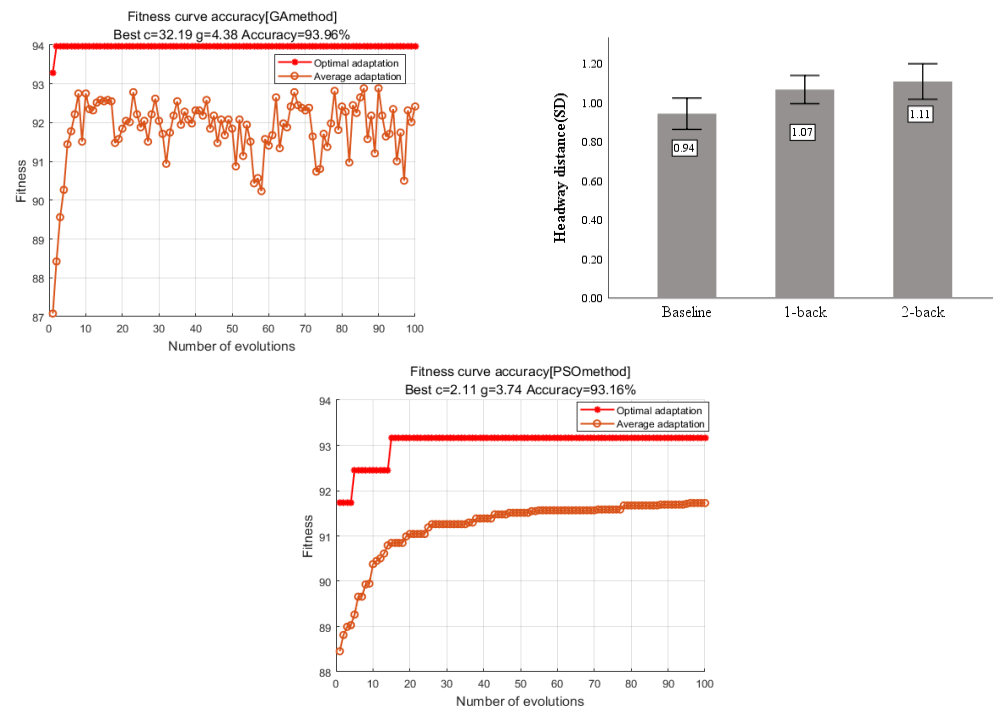 Fitness curve accuracy[GAmethod]
Best c=32.19 g=4.38 Accuracy=93.96%
94
93
92
91
90
89
88
87
Fitness
Optimal adaptation
Average adaptation
0 10 20 30 40 50 60 70 80 90 100
Number of evolutions
Headway distance(SD)
1.20
1.00
0.80
0.60
0.40
0.20
0.00
0.94
1.07
1.11
Baseline 1-back 2-back
Fitness curve accuracy[PSOmethod]
Best c=2.11 g=3.74 Accuracy=93.16%
94
93
92
91
90
89
88
Fitness
Optimal adaptation
Average adaptation
0 10 20 30 40 50 60 70 80 90 100
Number of evolutions